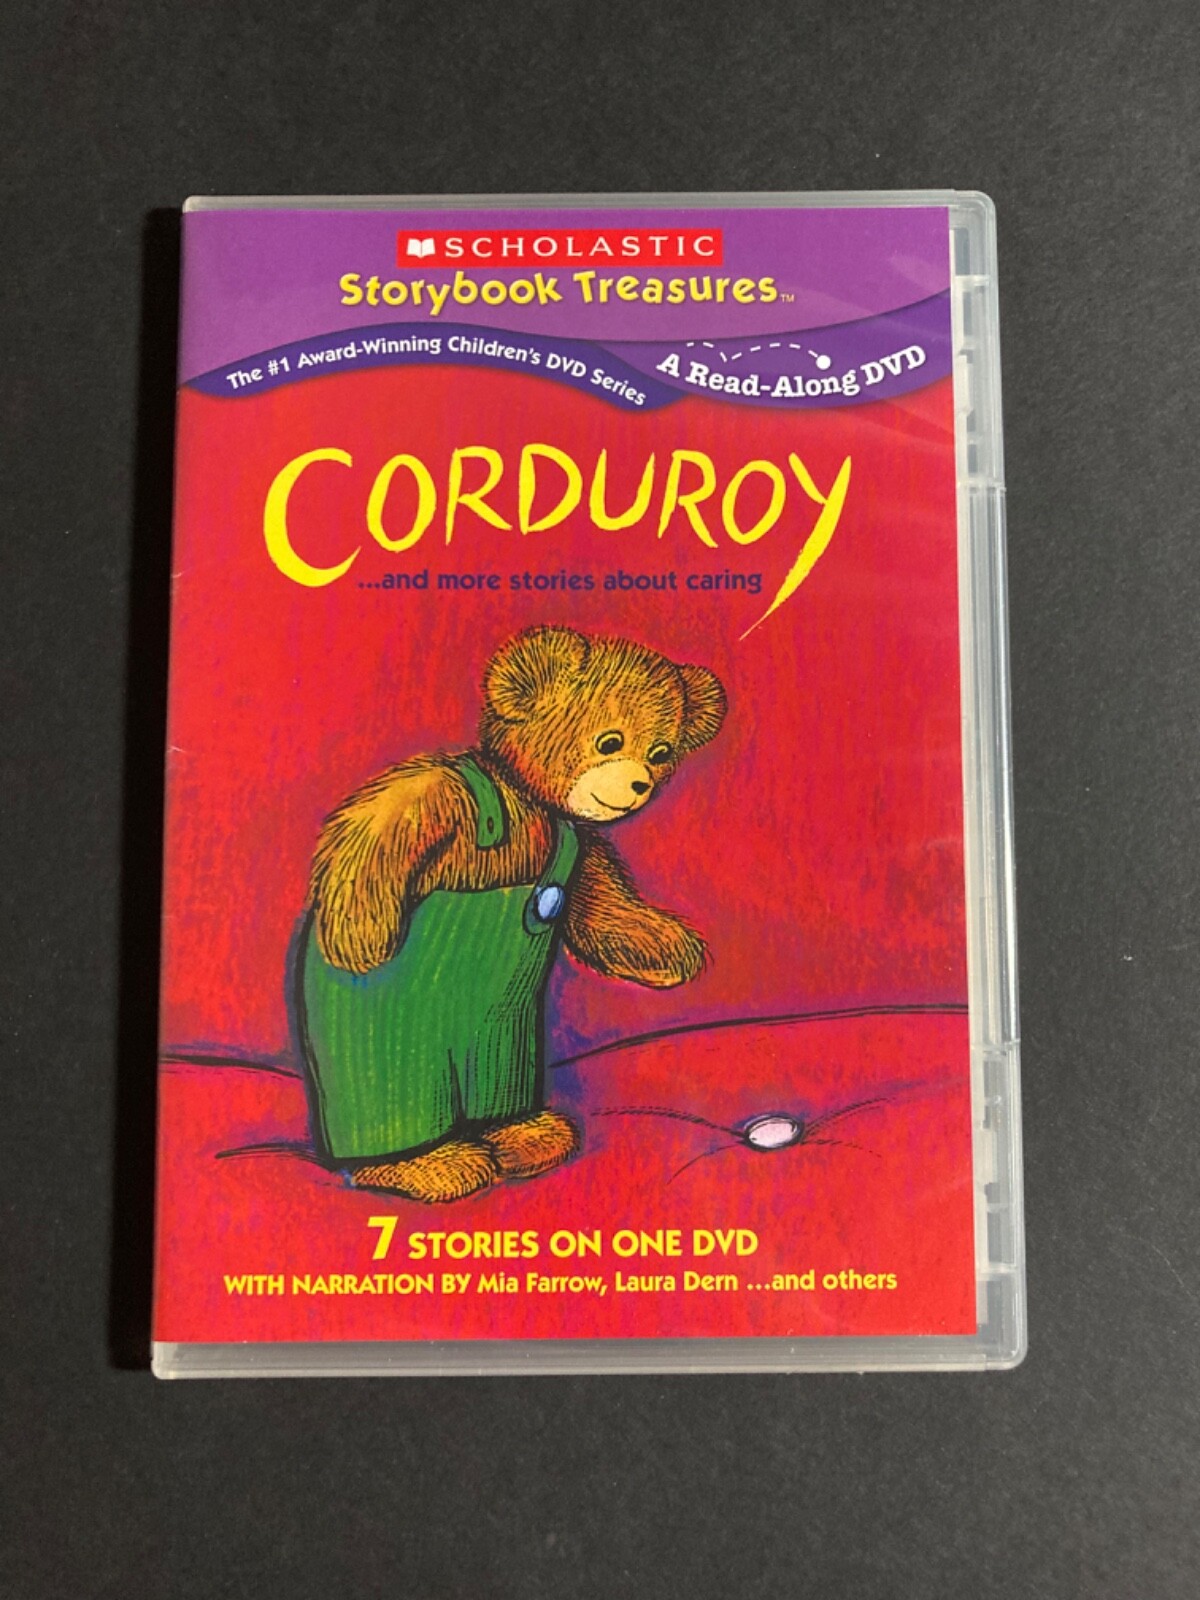 SCHOLASTIC
Storybook Treasures™
The #1 Award-Winning Children's DVD Series
A Read-Along DVD
CORDUROY
...and more stories about caring
7 STORIES ON ONE DVD
WITH NARRATION BY Mia Farrow, Laura Dern ...and others